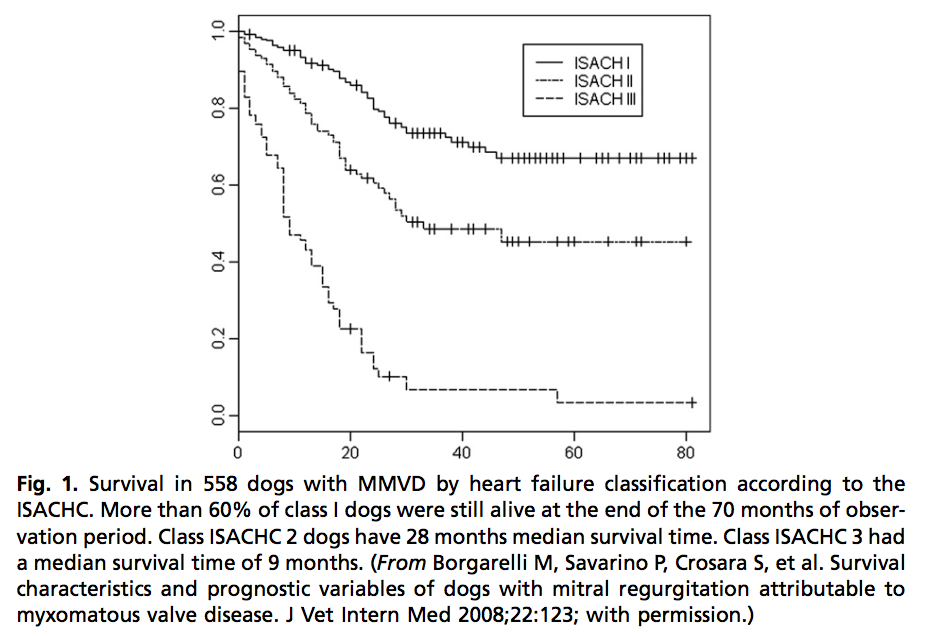 1.0
0.8
0.6
0.4
0.2
0.0
ISACH I
ISACH II
ISACH III
0 20 40 60 80
Fig. 1. Survival in 558 dogs with MMVD by heart failure classification according to the
ISACHC. More than 60% of class I dogs were still alive at the end of the 70 months of obser-
vation period. Class ISACHC 2 dogs have 28 months median survival time. Class ISACHC 3 had
a median survival time of 9 months. (From Borgarelli M, Savarino P, Crosara S, et al. Survival
characteristics and prognostic variables of dogs with mitral regurgitation attributable to
myxomatous valve disease. J Vet Intern Med 2008;22:123; with permission.)